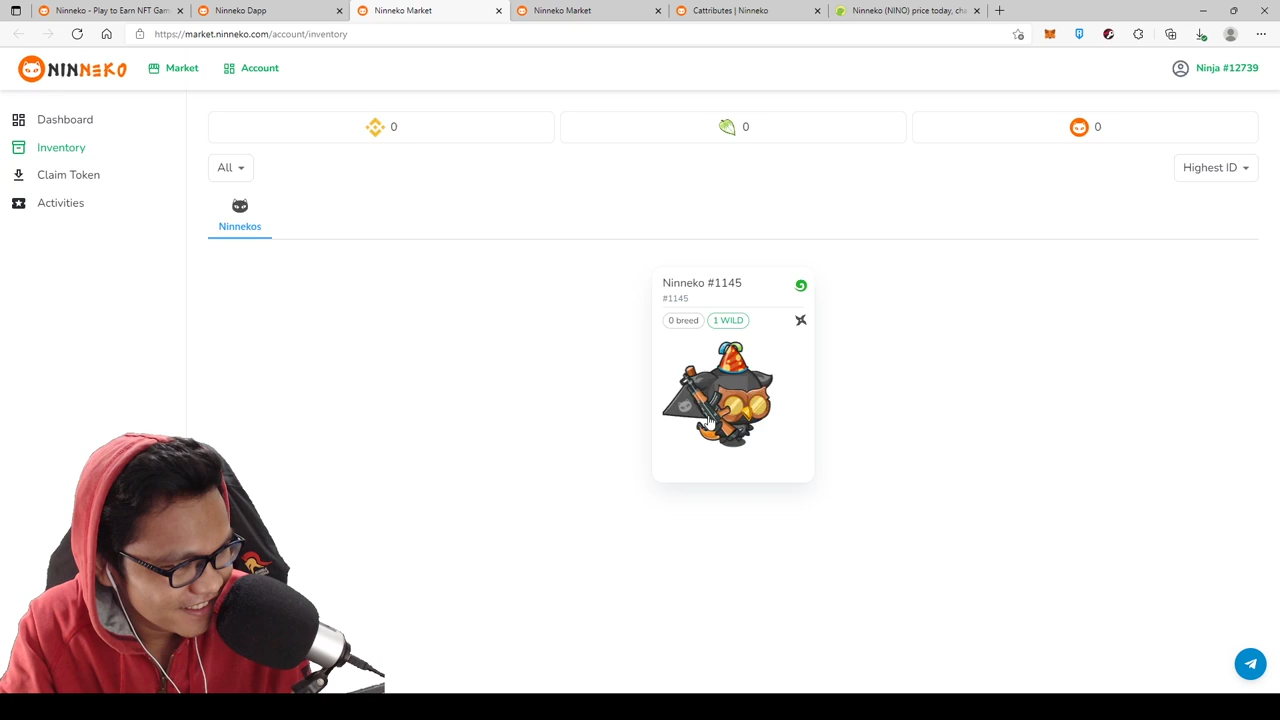 Ninneko - Play to Earn NFT Gam
Ninneko Dapp
Ninneko Market
Ninneko Market
Cattributes | Ninneko
Ninneko (NINO) price today, cha
https://market.ninneko.com/account/inventory
NINNEKO
Market
Account
Ninja #12739
Dashboard
Inventory
Claim Token
Activities
0
0
0
All
Highest ID
Ninnekos
Ninneko #1145
#1145
0 breed
1 WILD